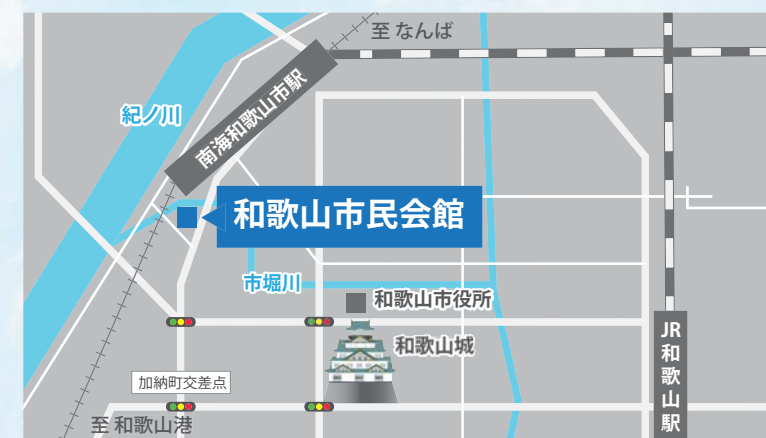 至 なんば
南海和歌山市駅
紀ノ川
和歌山市民会館
市堀川
和歌山市役所
和歌山城
JR和歌山駅
加納町交差点
至 和歌山港